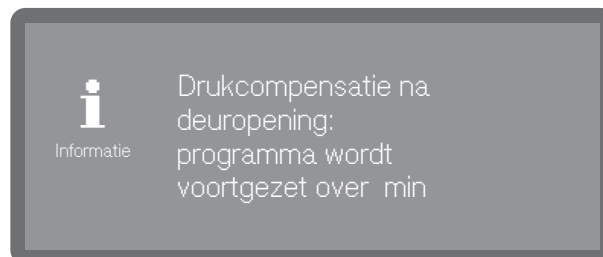 Drukcompensatie na
deuropening:
Informatie
programma wordt
voortgezet over  min